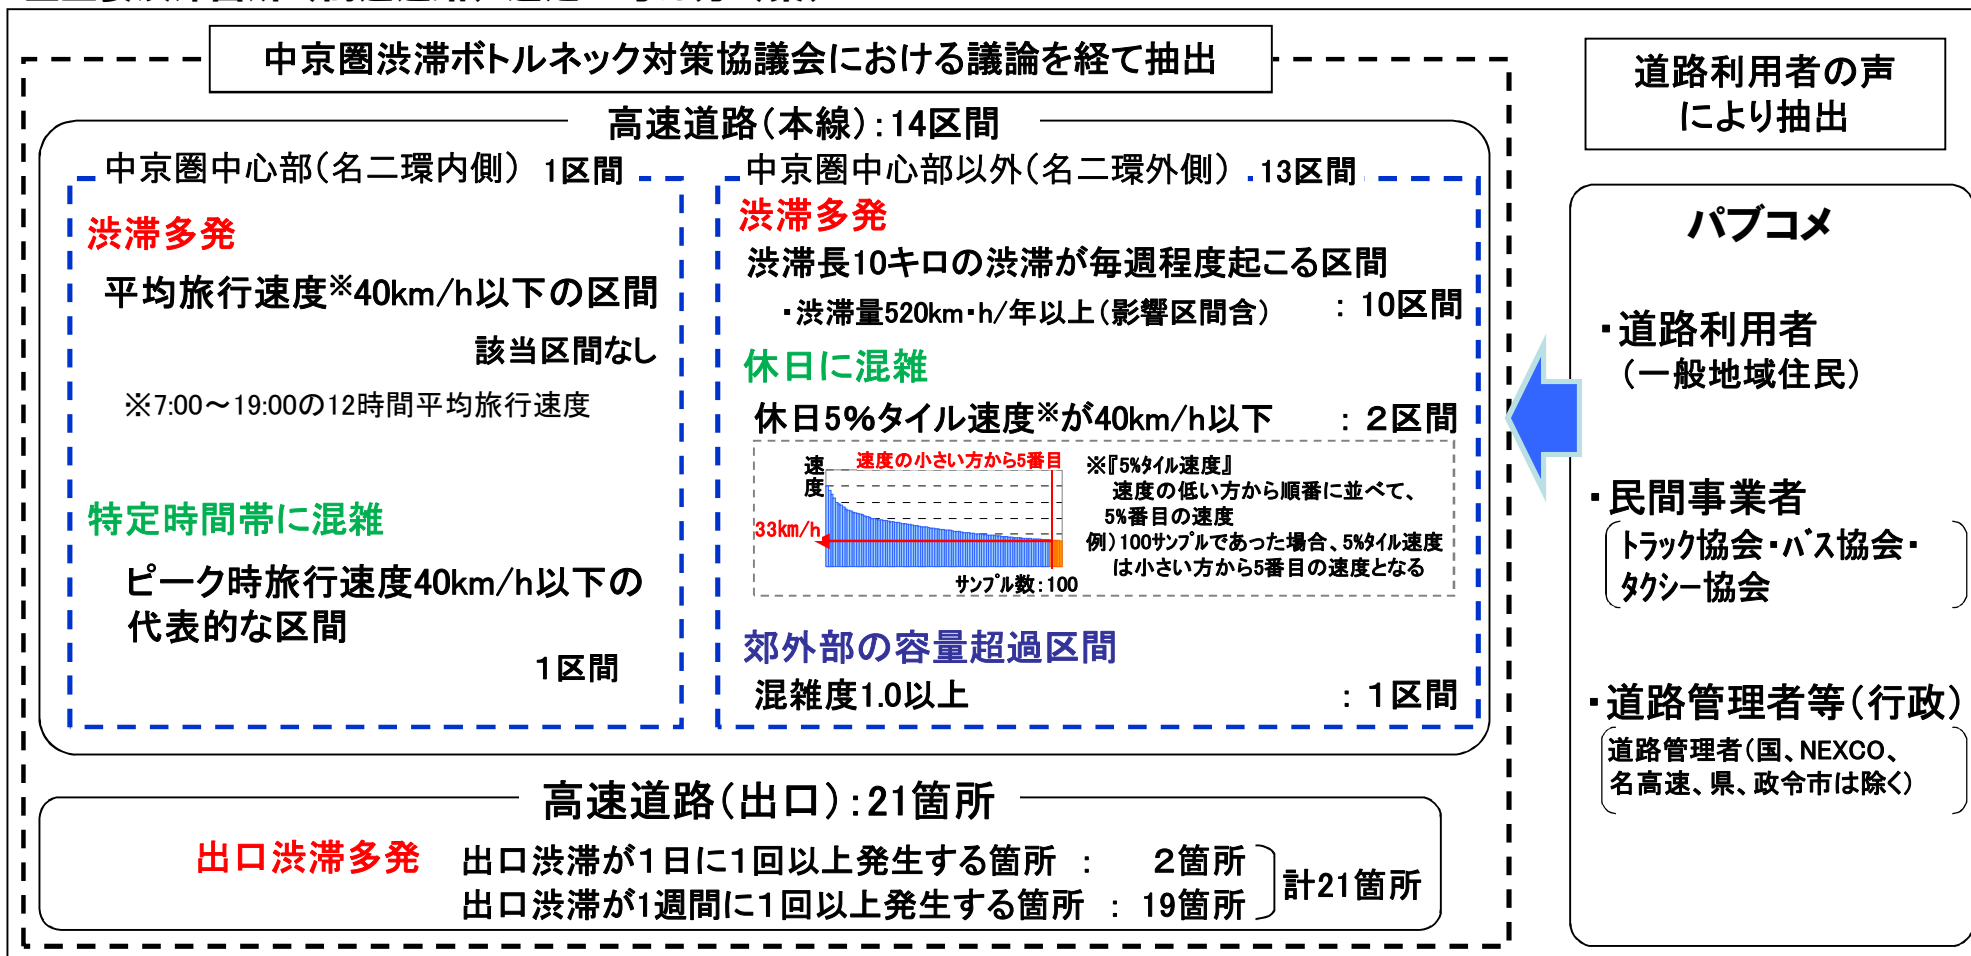 中京圏渋滞ボトルネック対策協議会における議論を経て抽出
高速道路(本線):14区間
中京圏中心部(名二環内側) 1区間
渋滞多発
平均旅行速度※40km/h以下の区間
該当区間なし
※7:00～19:00の12時間平均旅行速度
特定時間帯に混雑
ピーク時旅行速度40km/h以下の
代表的な区間
1区間
中京圏中心部以外(名二環外側) 13区間
渋滞多発
渋滞長10キロの渋滞が毎週程度起こる区間
・渋滞量520km・h/年以上(影響区間含) :10区間
休日に混雑
休日5%タイル速度※が40km/h以下 :2区間
速度
速度の小さい方から5番目
33km/h
サンプル数:100
※『5%タイル速度』
速度の低い方から順番に並べて、
5%番目の速度
例)100サンプルであった場合、5%タイル速度
は小さい方から5番目の速度となる
郊外部の容量超過区間
混雑度1.0以上 :1区間
高速道路(出口):21箇所
出口渋滞多発
出口渋滞が1日に1回以上発生する箇所 : 2箇所
出口渋滞が1週間に1回以上発生する箇所 : 19箇所
計21箇所
道路利用者の声
により抽出
パブコメ
・道路利用者
(一般地域住民)
・民間事業者
トラック協会・バス協会・
タクシー協会
・道路管理者等(行政)
道路管理者(国、NEXCO、
名高速、県、政令市は除く)